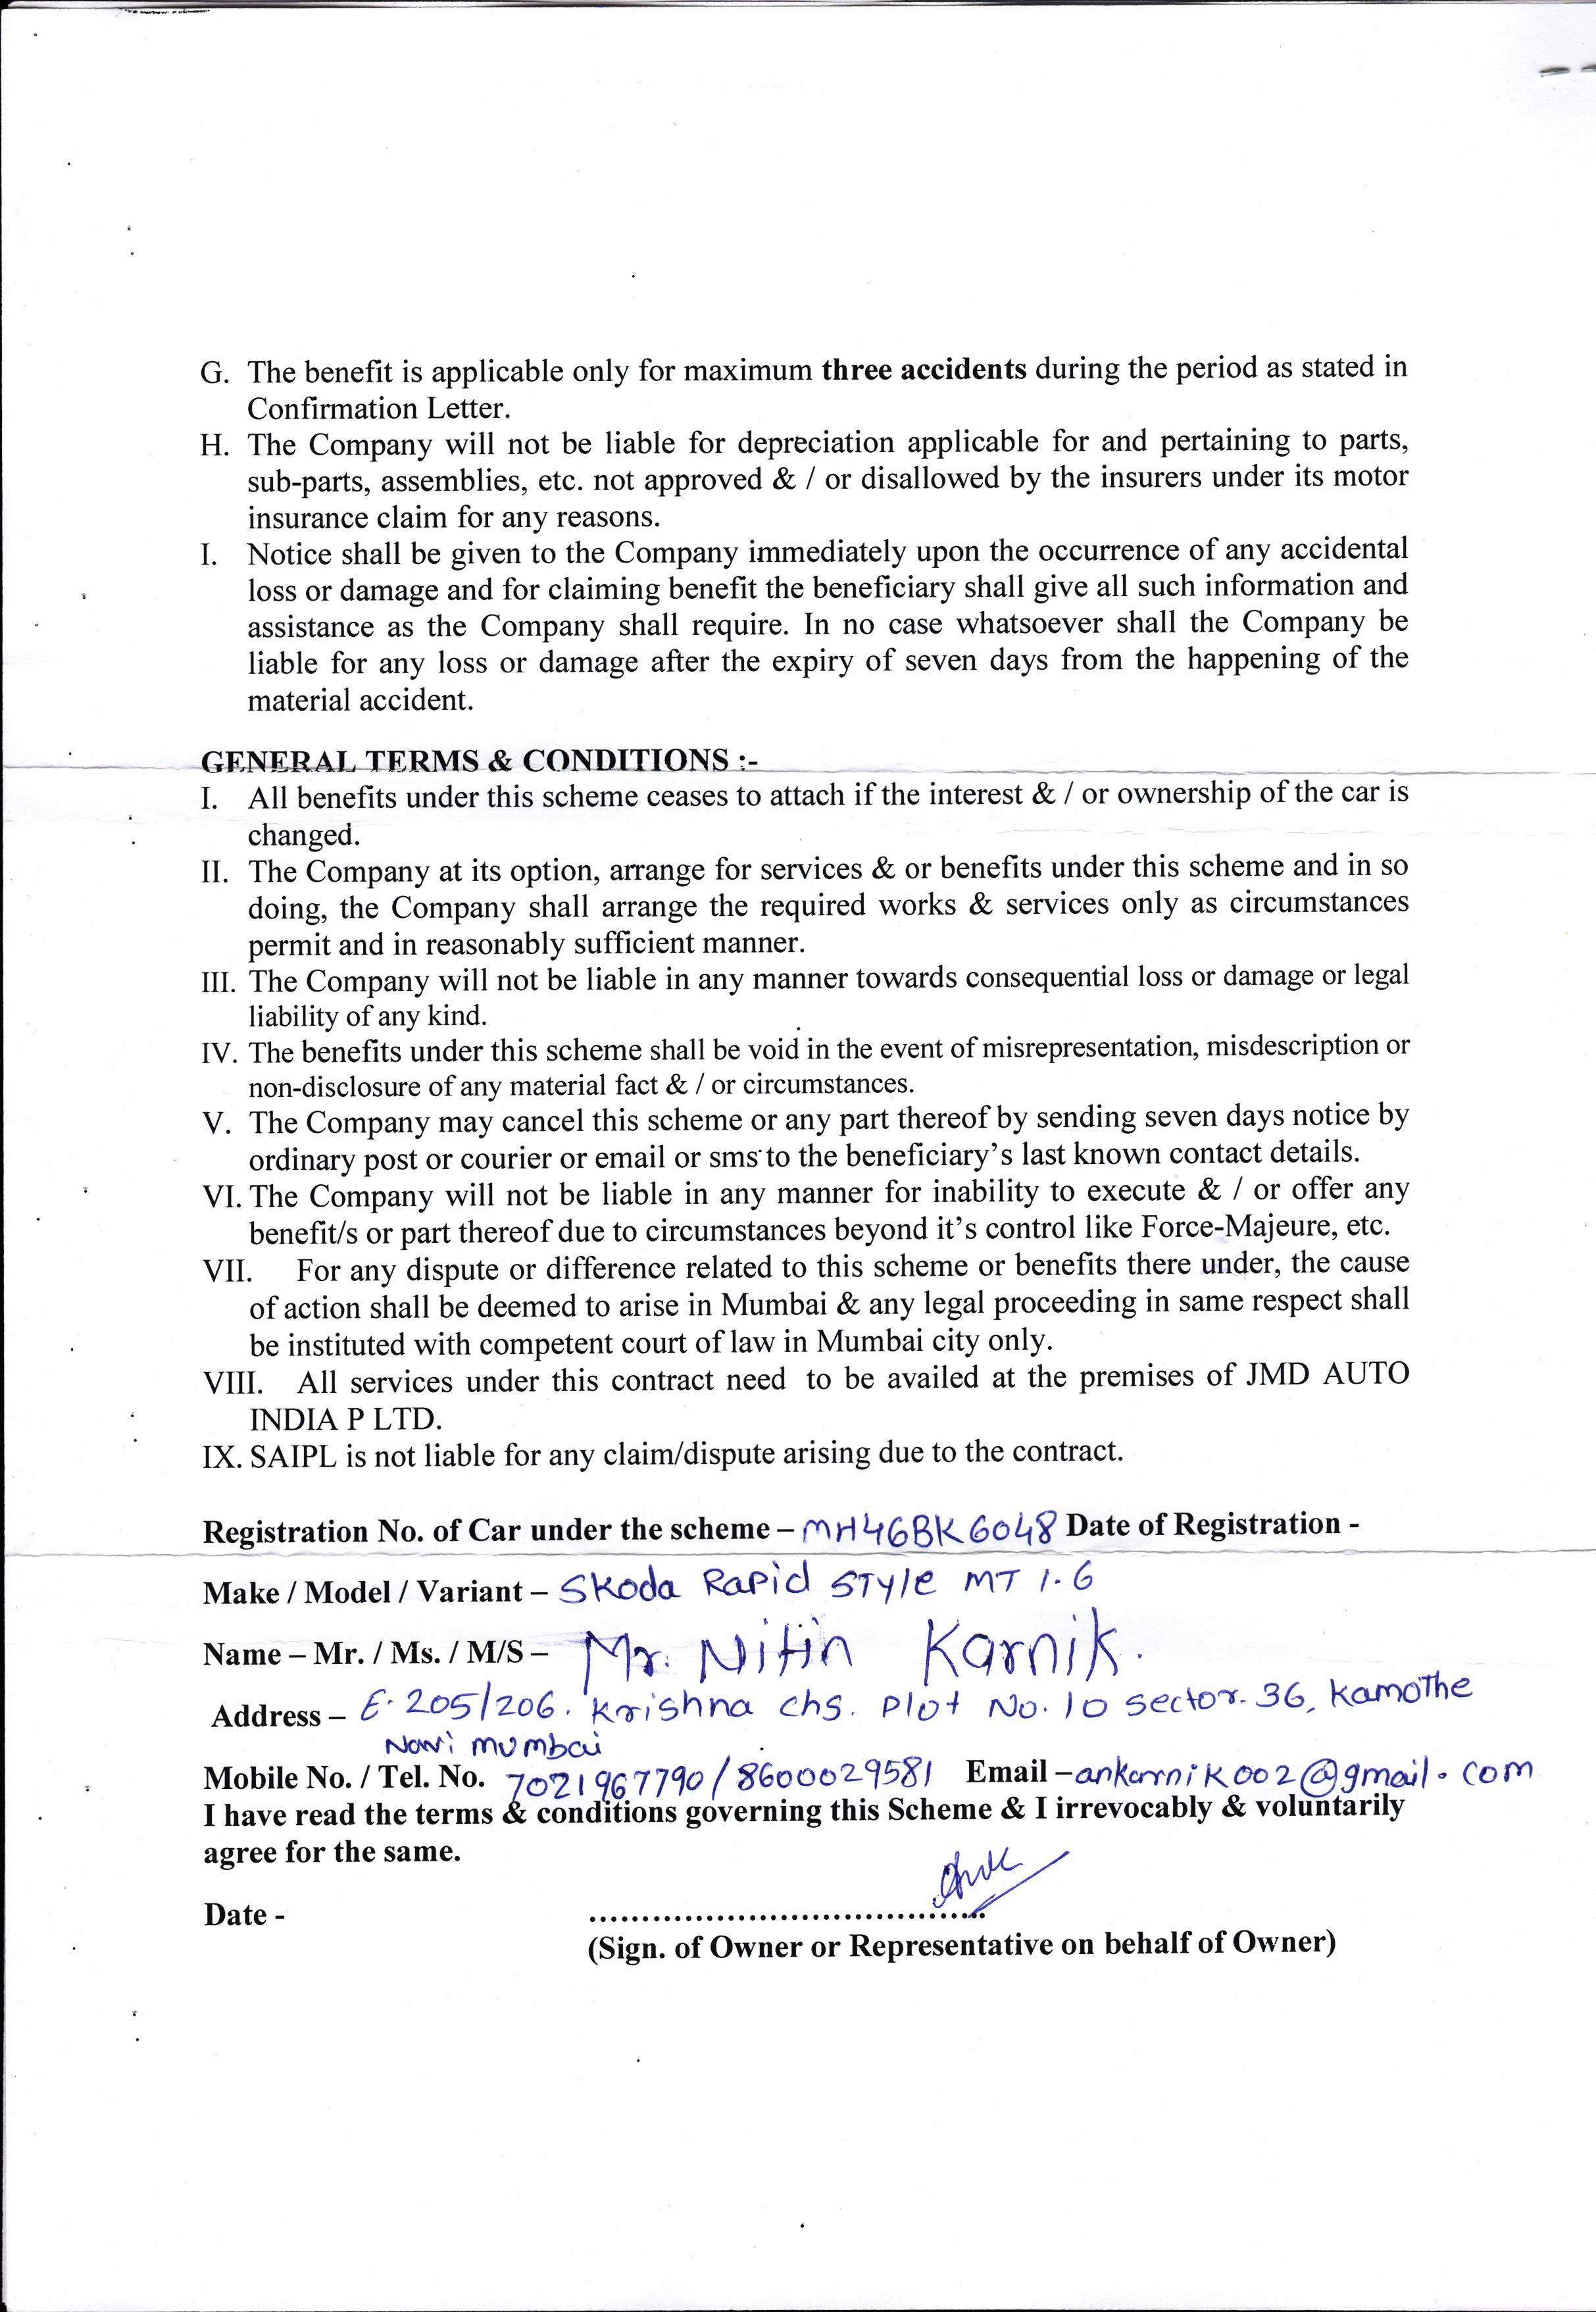 G. The benefit is applicable only for maximum three accidents during the period as stated in
Confirmation Letter.
H. The Company will not be liable for depreciation applicable for and pertaining to parts,
sub-parts, assemblies, etc. not approved & / or disallowed by the insurers under its motor
insurance claim for any reasons.
I. Notice shall be given to the Company immediately upon the occurrence of any accidental
loss or damage and for claiming benefit the beneficiary shall give all such information and
assistance as the Company shall require. In no case whatsoever shall the Company be
liable for any loss or damage after the expiry of seven days from the happening of the
material accident.
GENERAL TERMS & CONDITIONS :-
I. All benefits under this scheme ceases to attach if the interest & / or ownership of the car is
changed.
II. The Company at its option, arrange for services & or benefits under this scheme and in so
doing, the Company shall arrange the required works & services only as circumstances
permit and in reasonably sufficient manner.
III. The Company will not be liable in any manner towards consequential loss or damage or legal
liability of any kind.
IV. The benefits under this scheme shall be void in the event of misrepresentation, misdescription or
non-disclosure of any material fact & / or circumstances.
V. The Company may cancel this scheme or any part thereof by sending seven days notice by
ordinary post or courier or email or sms to the beneficiary's last known contact details.
VI. The Company will not be liable in any manner for inability to execute & / or offer any
benefit/s or part thereof due to circumstances beyond it's control like Force-Majeure, etc.
VII. For any dispute or difference related to this scheme or benefits there under, the cause
of action shall be deemed to arise in Mumbai & any legal proceeding in same respect shall
be instituted with competent court of law in Mumbai city only.
VIII. All services under this contract need to be availed at the premises of JMD AUTO
INDIA P LTD.
IX. SAIPL is not liable for any claim/dispute arising due to the contract.
Registration No. of Car under the scheme – MH46BK6048 Date of Registration -
Make / Model / Variant – Skoda Rapid STyle MT 1.6
Name – Mr. / Ms. / M/S – Mr. Nitin Karnik.
Address – E-205/206. Krishna chs. Plot No. 10 sector-36, Kamothe
Navi mumbai
Mobile No. / Tel. No. 7021967790/8600029581 Email – ankarnik002@gmail.com
I have read the terms & conditions governing this Scheme & I irrevocably & voluntarily
agree for the same.
Date -
(Sign. of Owner or Representative on behalf of Owner)